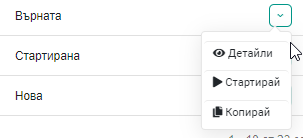 Върната
Детайли
Стартирана
Стартирай
Нова
Копирай